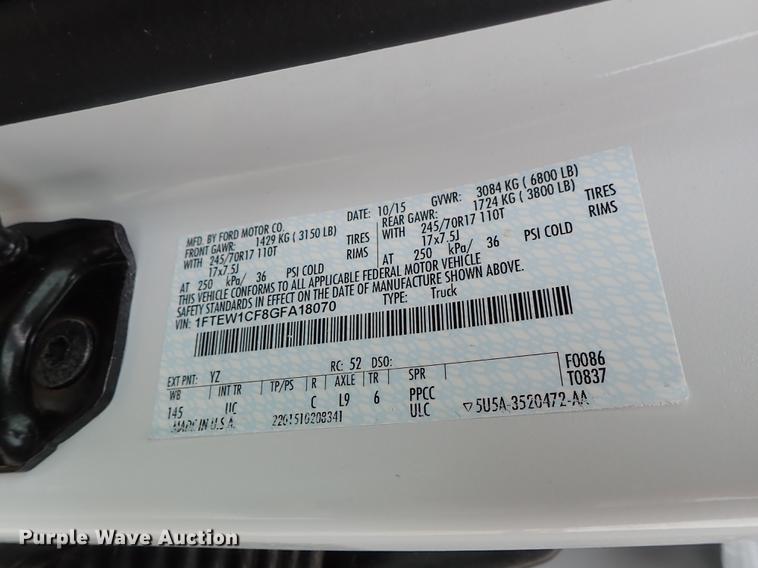 MFD. BY FORD MOTOR CO.
DATE: 10/15 GVWR: 3084 KG ( 6800 LB)
FRONT GAWR: 1429 KG ( 3150 LB) REAR GAWR: 1724 KG ( 3800 LB)
WITH 245/70R17 110T TIRES WITH 245/70R17 110T TIRES
17x7.5J RIMS 17x7.5J RIMS
AT 250 kPa/ 36 PSI COLD AT 250 kPa/ 36 PSI COLD
THIS VEHICLE CONFORMS TO ALL APPLICABLE FEDERAL MOTOR VEHICLE
SAFETY STANDARDS IN EFFECT ON THE DATE OF MANUFACTURE SHOWN ABOVE.
VIN: 1FTEW1CF8GFA18070 TYPE: Truck
EXT PNT: YZ RC: 52 DSO: F0086
WB INT TR TP/PS R AXLE TR SPR T0837
145 C L9 6 PPCC
MADE IN U.S.A. ULC ▽5U5A-3520472-AA
Purple Wave Auction